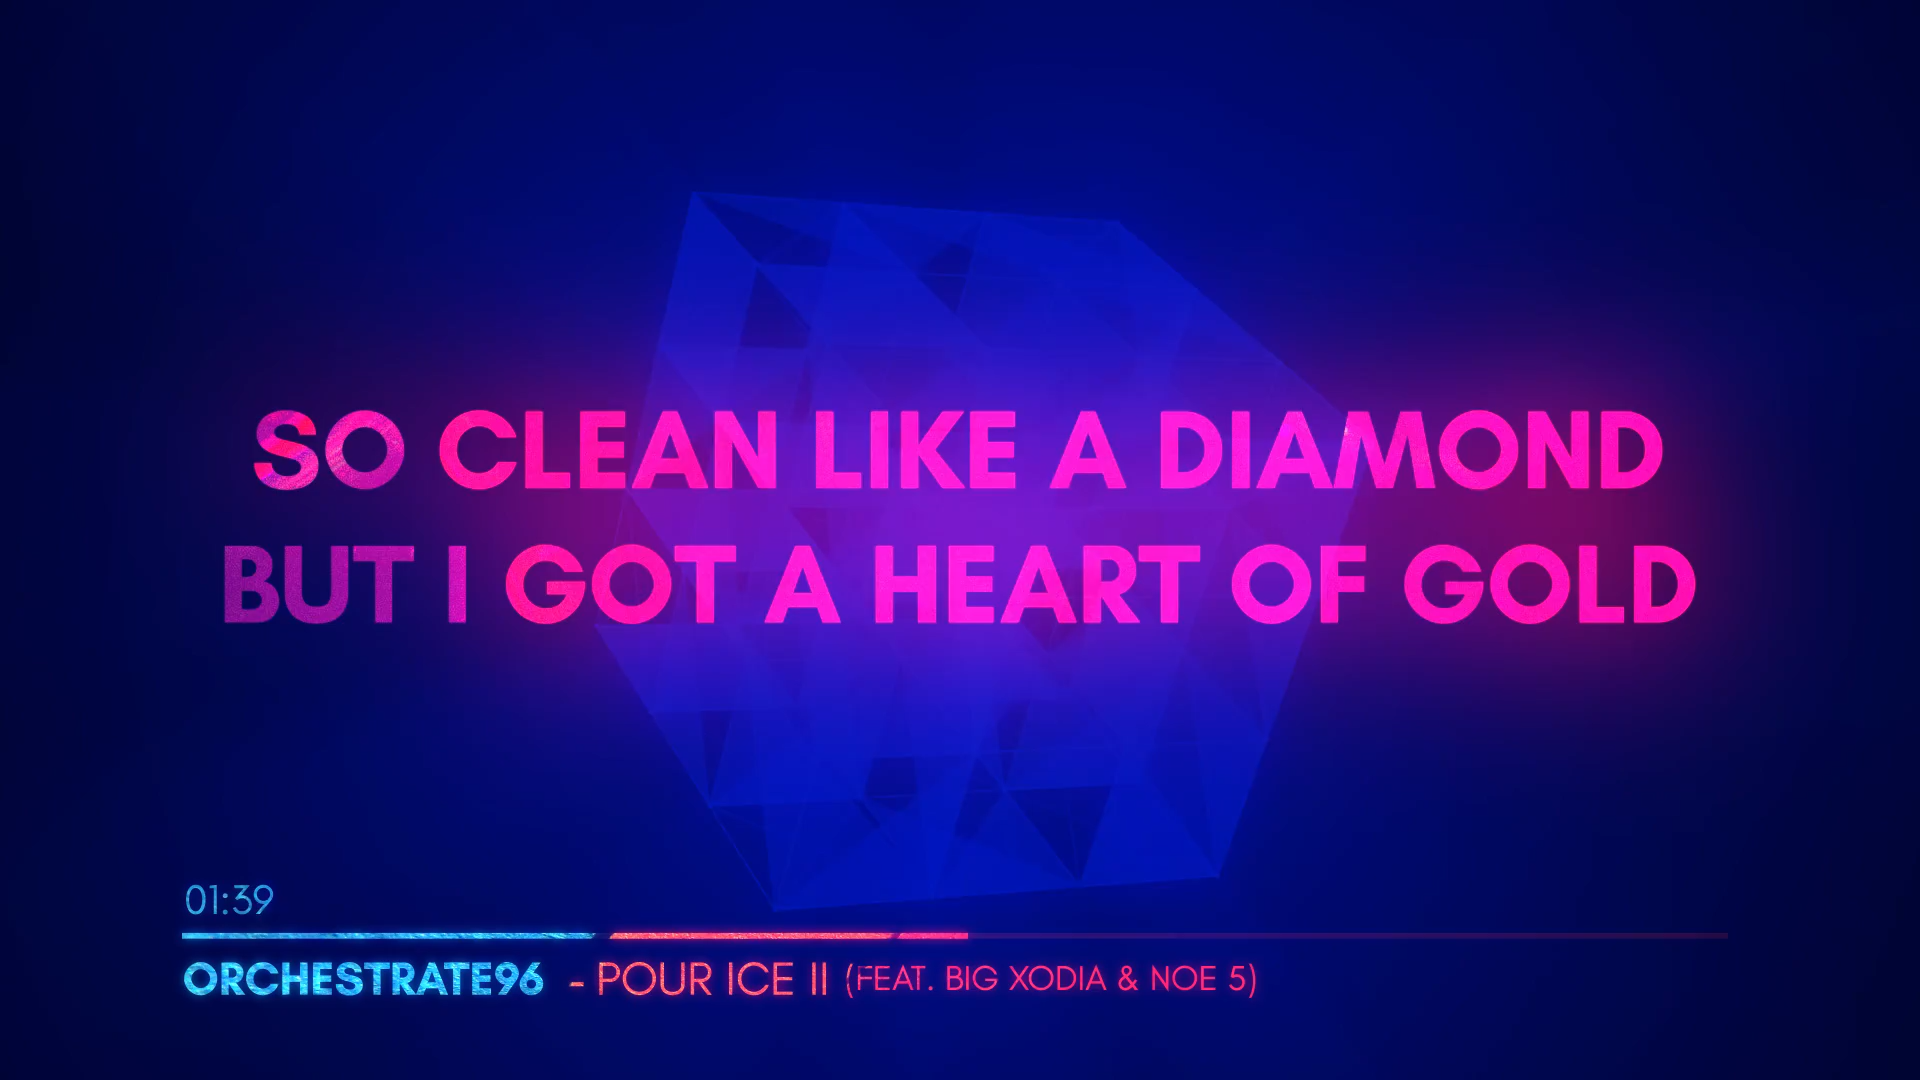 SO CLEAN LIKE A DIAMOND
BUT I GOT A HEART OF GOLD
01:39
ORCHESTRATE96 - POUR ICE II (FEAT. BIG XODIA & NOE 5)